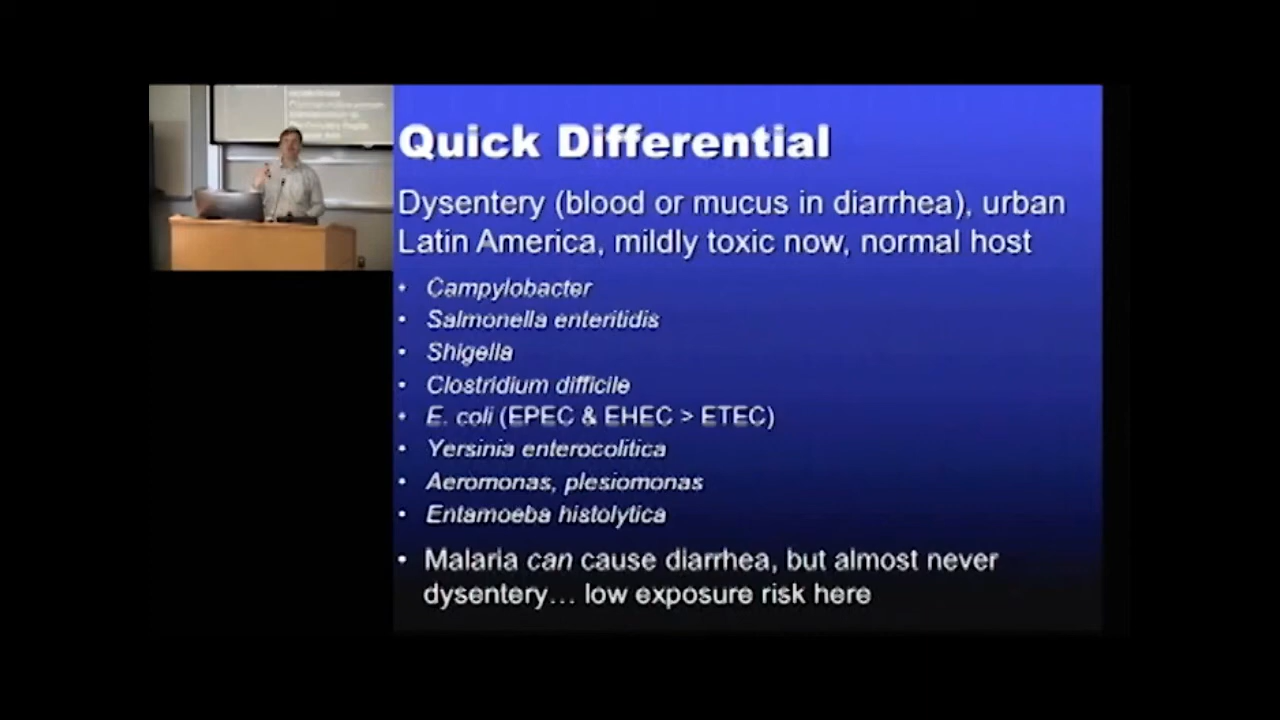 Quick Differential
Dysentery (blood or mucus in diarrhea), urban
Latin America, mildly toxic now, normal host
• Campylobacter
• Salmonella enteritidis
• Shigella
• Clostridium difficile
• E. coli (EPEC & EHEC > ETEC)
• Yersinia enterocolitica
• Aeromonas, plesiomonas
• Entamoeba histolytica
• Malaria can cause diarrhea, but almost never
dysentery… low exposure risk here